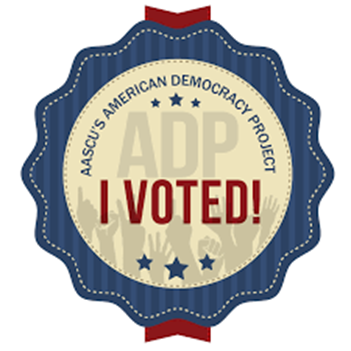 AASCU'S AMERICAN DEMOCRACY PROJECT
ADP
I VOTED!